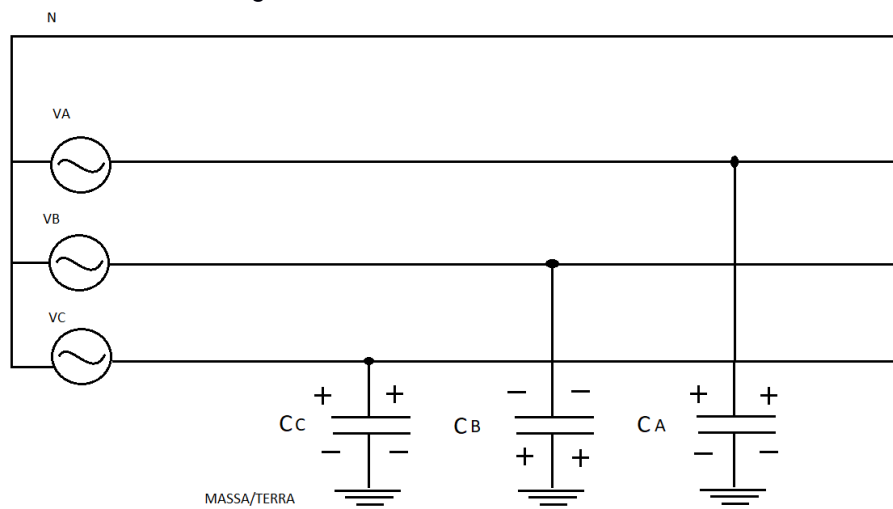 N
VA
VB
VC
+ + − − + +
CC CB CA
− − + + − −
MASSA/TERRA